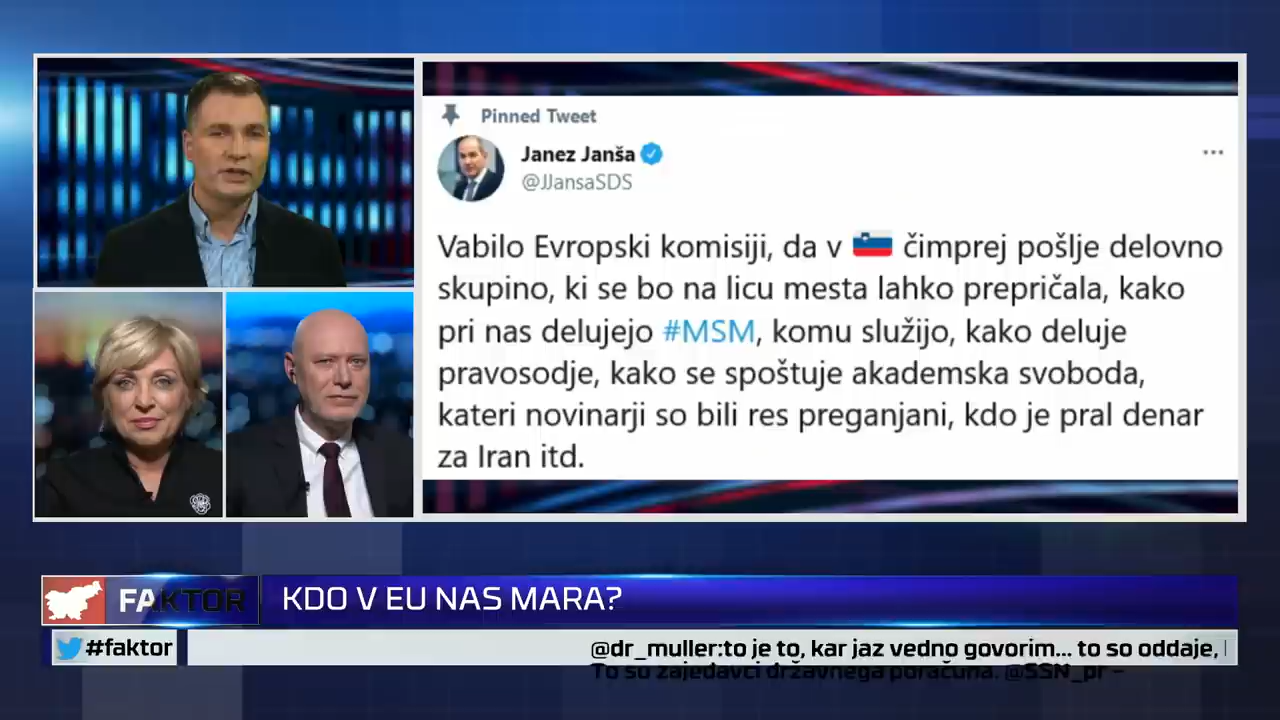 Pinned Tweet
Janez Janša
@JJansaSDS
Vabilo Evropski komisiji, da v čimprej pošlje delovno
skupino, ki se bo na licu mesta lahko prepričala, kako
pri nas delujejo #MSM, komu služijo, kako deluje
pravosodje, kako se spoštuje akademska svoboda,
kateri novinarji so bili res preganjani, kdo je pral denar
za Iran itd.
FAKTOR
KDO V EU NAS MARA?
#faktor
@dr_muller:to je to, kar jaz vedno govorim... to so oddaje,
To so zajedavci državnega poračuna. @SSN_pr –